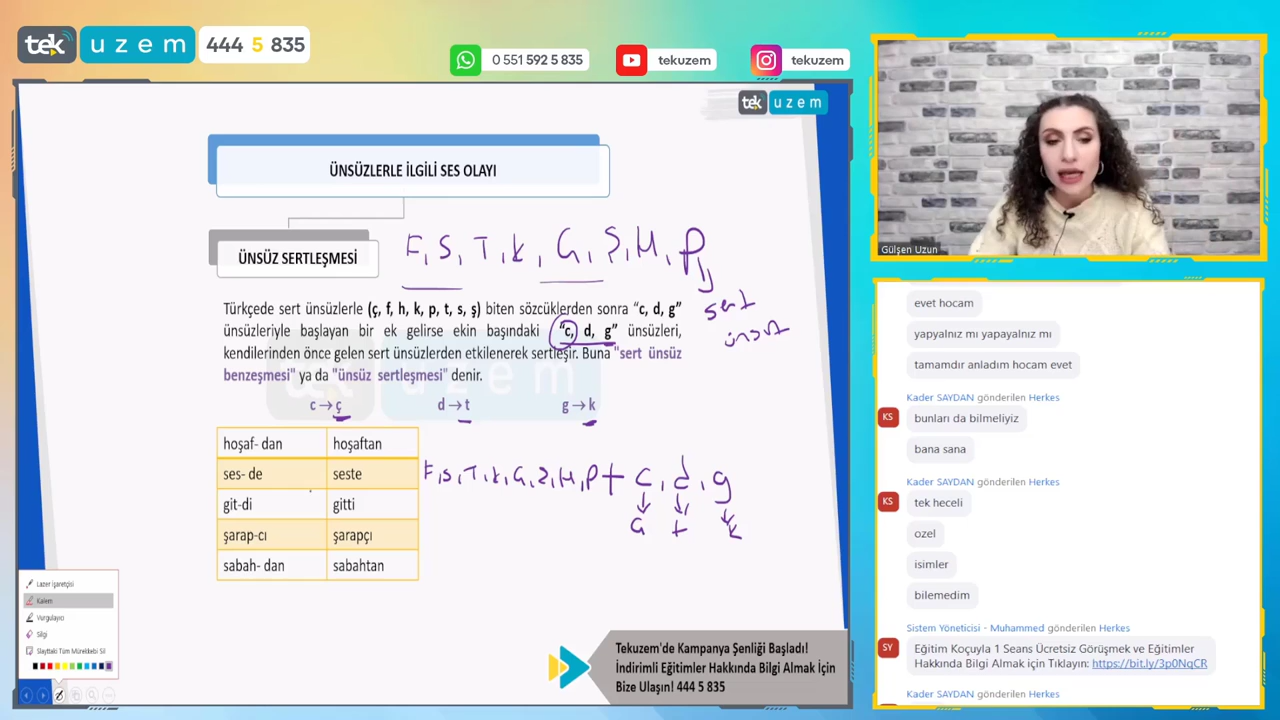 tek uzem 444 5 835
0 551 592 5 835
tekuzem
tekuzem
tek uzem
ÜNSÜZLERLE İLGİLİ SES OLAYI
ÜNSÜZ SERTLEŞMESİ
F, S, T, K, Ç, Ş, H, P
sert
Türkçede sert ünsüzlerle (ç, f, h, k, p, t, s, ş) biten sözcüklerden sonra “c, d, g”
ünsüzleriyle başlayan bir ek gelirse ekin başındaki “c, d, g” ünsüzleri,
kendilerinden önce gelen sert ünsüzlerden etkilenerek sertleşir. Buna "sert ünsüz
benzeşmesi" ya da "ünsüz sertleşmesi" denir.
c→ç d→t g→k
hoşaf- dan hoşaftan
ses- de seste
git-di gitti
şarap-cı şarapçı
sabah- dan sabahtan
F, S, T, K, Ç, Ş, H, P + c, d, g
ç t k
Lazer İşaretçisi
Kalem
Vurgulayıcı
Silgi
Slayttaki Tüm Mürekkebi Sil
Tekuzem'de Kampanya Şenliği Başladı!
İndirimli Eğitimler Hakkında Bilgi Almak İçin
Bize Ulaşın! 444 5 835
Gülşen Uzun
evet hocam
yapyalnız mı yapayalnız mı
tamamdır anladım hocam evet
Kader SAYDAN gönderilen Herkes
KS
bunları da bilmeliyiz
bana sana
Kader SAYDAN gönderilen Herkes
KS
tek heceli
ozel
isimler
bilemedim
Sistem Yöneticisi - Muhammed gönderilen Herkes
SY
Eğitim Koçuyla 1 Seans Ücretsiz Görüşmek ve Eğitimler
Hakkında Bilgi Almak için Tıklayın: https://bit.ly/3p0NqCR
Kader SAYDAN gönderilen Herkes